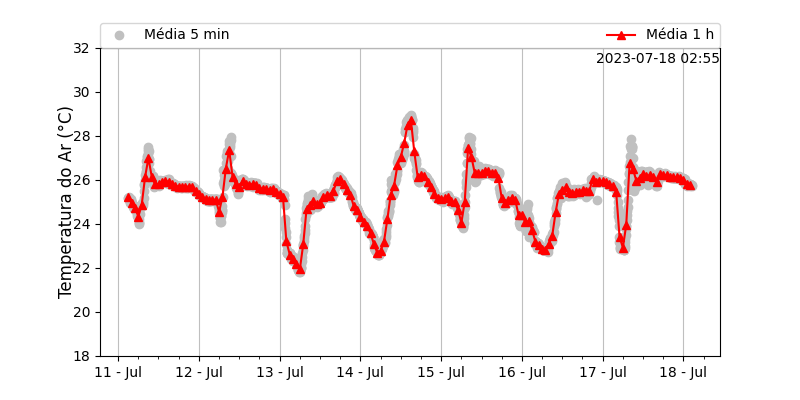 Média 5 min
Média 1 h
2023-07-18 02:55
Temperatura do Ar (°C)
32
30
28
26
24
22
20
18
11 - Jul
12 - Jul
13 - Jul
14 - Jul
15 - Jul
16 - Jul
17 - Jul
18 - Jul